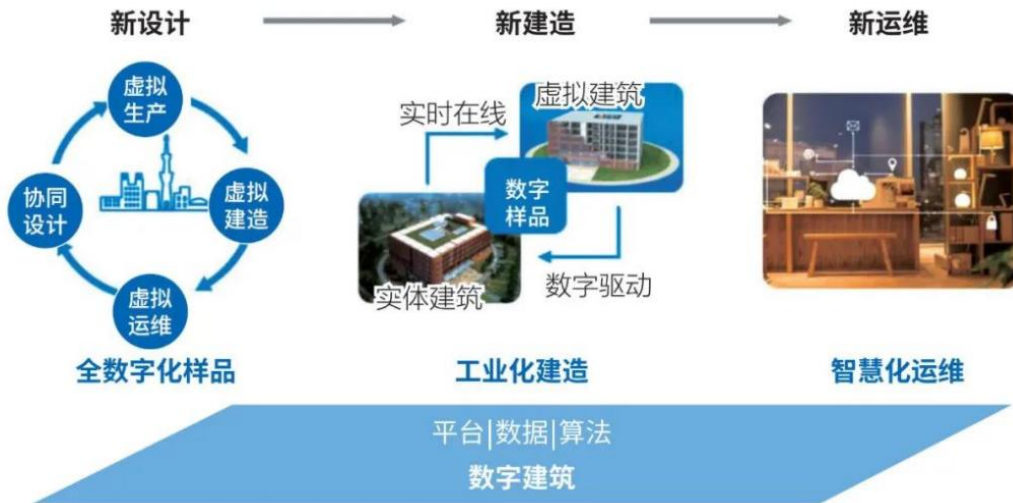 新设计
新建造
新运维
虚拟
生产
协同
设计
虚拟
建造
虚拟
运维
实时在线
虚拟建筑
数字
样品
实体建筑
数字驱动
全数字化样品
工业化建造
智慧化运维
平台|数据|算法
数字建筑